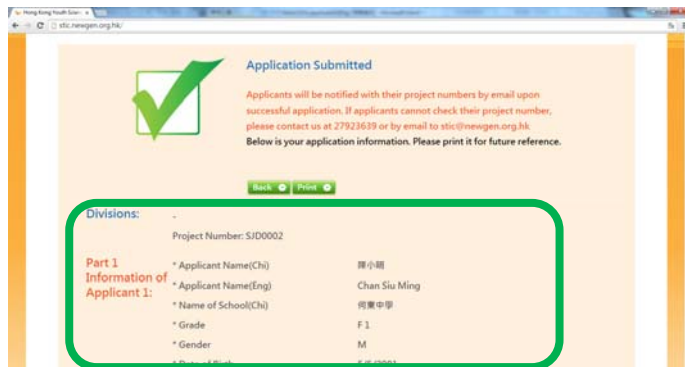 stic.newgen.org.hk/
Application Submitted
Applicants will be notified with their project numbers by email upon
successful application. If applicants cannot check their project number,
please contact us at 27923639 or by email to stic@newgen.org.hk
Below is your application information. Please print it for future reference.
Back Print
Divisions: -
Project Number: SJD0002
Part 1
Information of
Applicant 1:
* Applicant Name(Chi) 陳小明
* Applicant Name(Eng) Chan Siu Ming
* Name of School(Chi) 何東中學
* Grade F 1
* Gender M
* Date of Birth